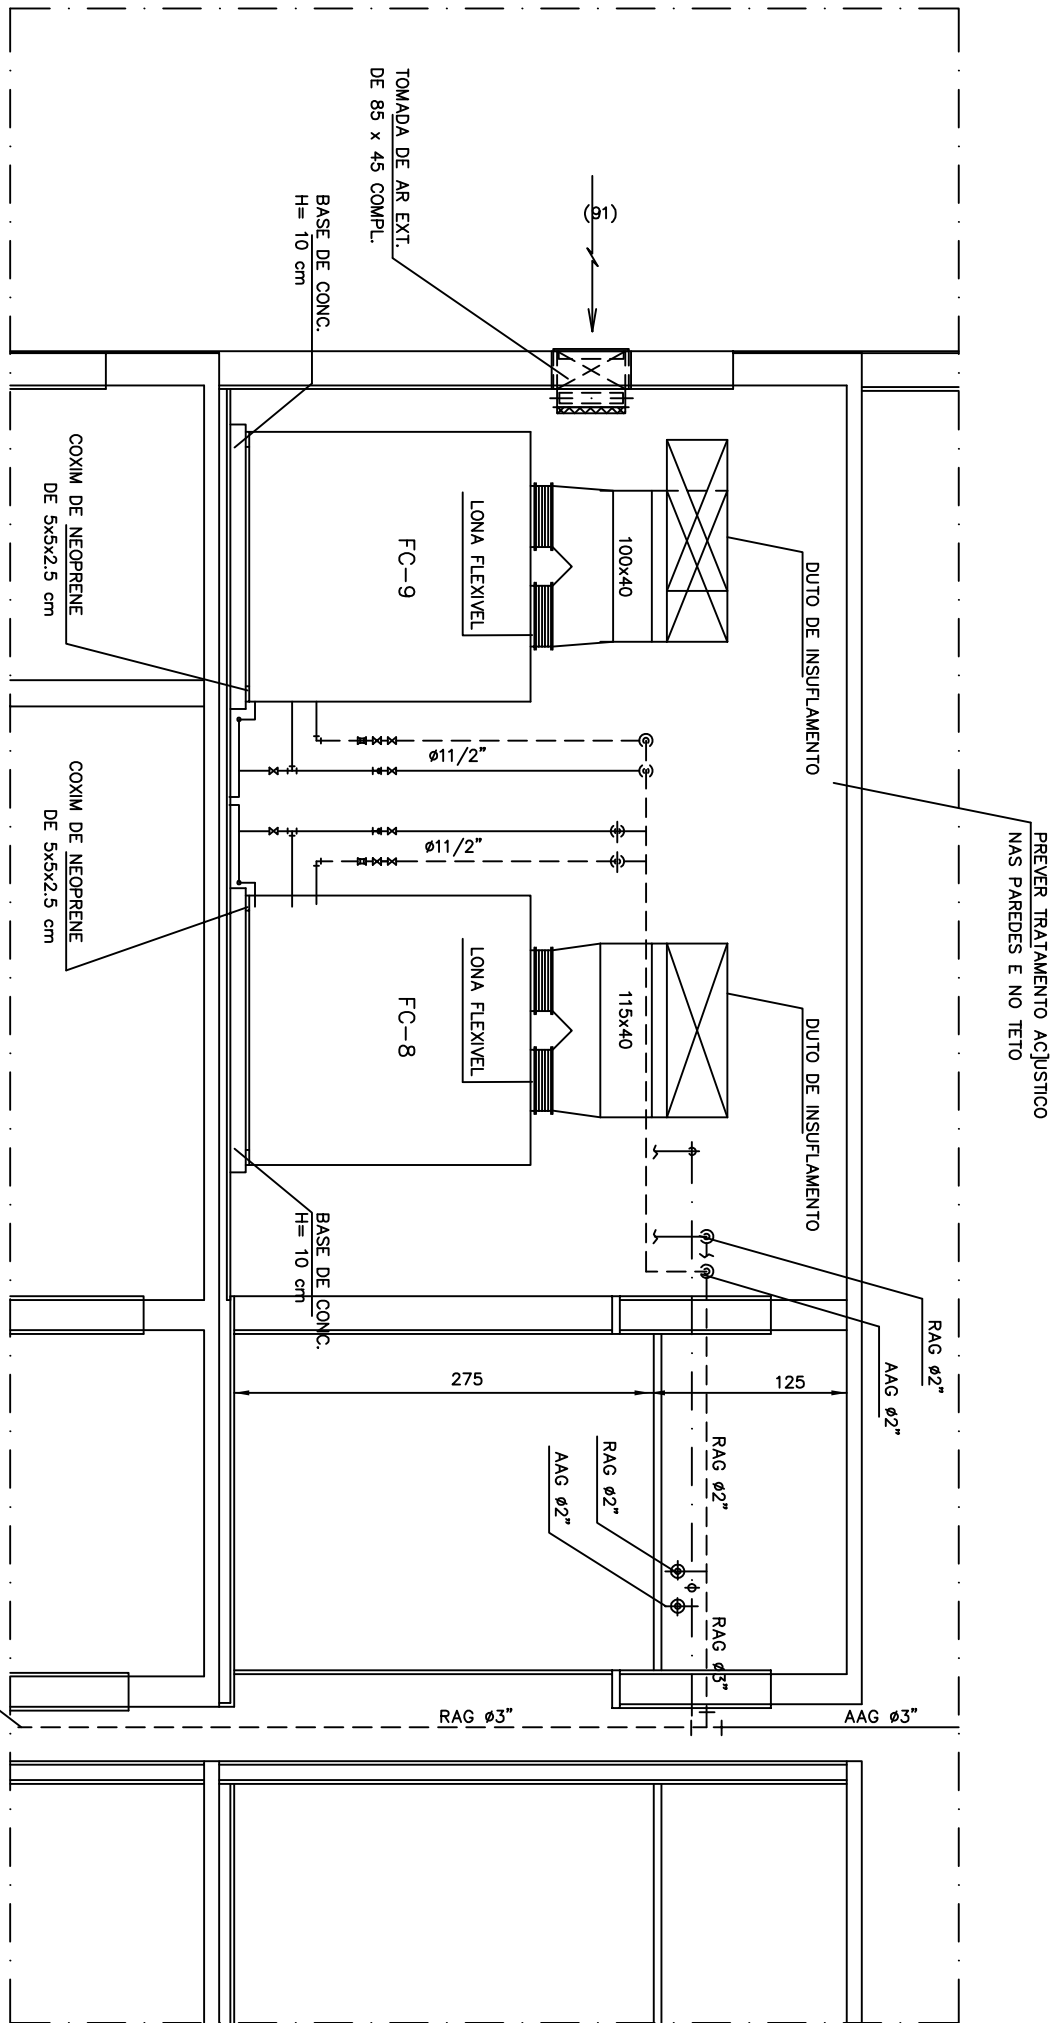 PREVER TRATAMENTO AC]USTICO
NAS PAREDES E NO TETO
TOMADA DE AR EXT.
DE 85 x 45 COMPL.
(91)
BASE DE CONC.
H= 10 cm
DUTO DE INSUFLAMENTO
100x40
LONA FLEXIVEL
FC-9
COXIM DE NEOPRENE
DE 5x5x2.5 cm
ø11/2"
ø11/2"
COXIM DE NEOPRENE
DE 5x5x2.5 cm
DUTO DE INSUFLAMENTO
115x40
LONA FLEXIVEL
FC-8
BASE DE CONC.
H= 10 cm
RAG ø2"
AAG ø2"
275
125
RAG ø2"
RAG ø2"
AAG ø2"
RAG ø3"
RAG ø3"
AAG ø3"